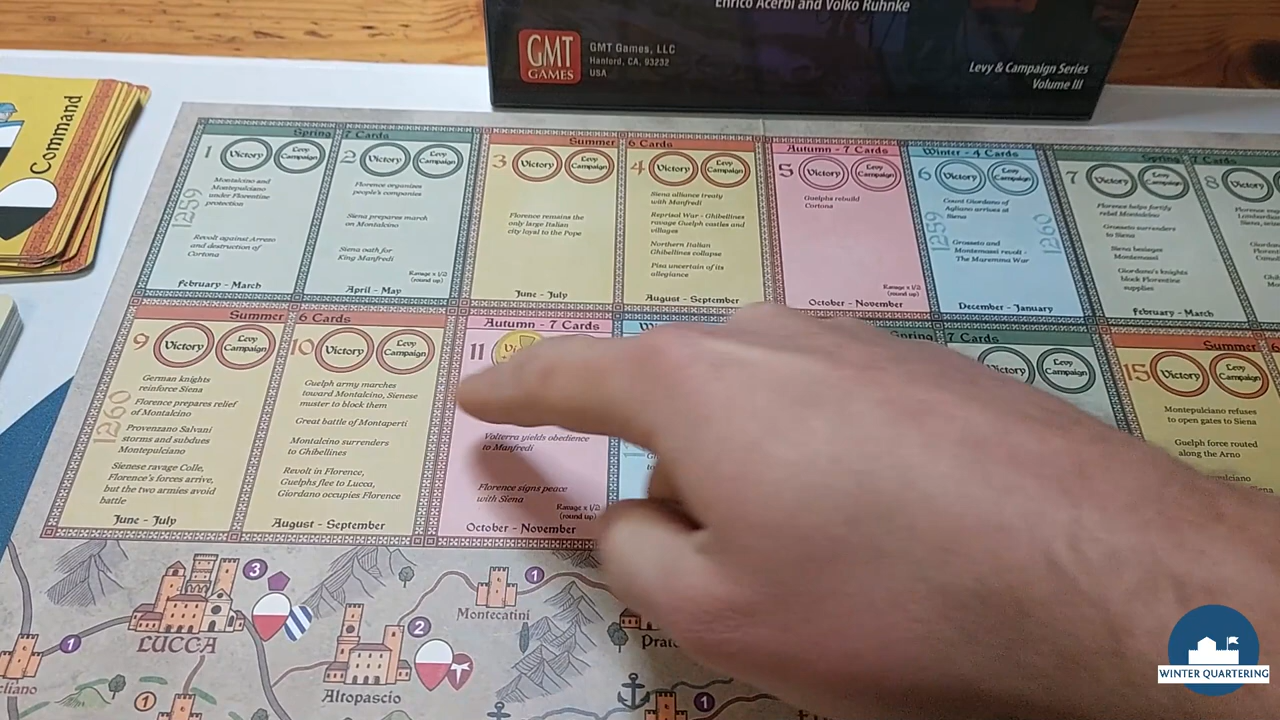 Enrico Acerbi and Volko Ruhnke
GMT
GAMES
GMT Games, LLC
Hanford, CA, 93232
USA
Levy & Campaign Series
Volume III
Command
Spring
7 Cards
1
Victory
Levy
Campaign
1259
Montalcino and
Montepulciano
under Florentine
protection
Revolt against Arezzo
and destruction of
Cortona
February - March
2
Victory
Levy
Campaign
Florence organizes
people's companies
Siena prepares march
on Montalcino
Siena oath for
King Manfredi
Ravage x 1/2
(round up)
April - May
Summer
6 Cards
3
Victory
Levy
Campaign
Florence remains the
only large Italian
city loyal to the Pope
June - July
4
Victory
Levy
Campaign
Siena alliance treaty
with Manfredi
Reprisal War - Ghibellines
ravage Guelph castles and
villages
Northern Italian
Ghibellines collapse
Pisa uncertain of its
allegiance
August - September
Autumn - 7 Cards
5
Victory
Levy
Campaign
Guelphs rebuild
Cortona
Ravage x 1/2
(round up)
October - November
Winter - 4 Cards
6
Victory
Levy
Campaign
Count Giordano of
Agliano arrives at
Siena
1259
1260
Grosseto and
Montemassi revolt -
The Maremma War
December - January
Spring
7 Cards
7
Victory
Levy
Campaign
Florence helps fortify
rebel Montalcino
Grosseto surrenders
to Siena
Siena besieges
Montemassi
Giordano's knights
block Florentine
supplies
February - March
8
Victory
Summer
6 Cards
9
Victory
Levy
Campaign
1260
German knights
reinforce Siena
Florence prepares relief
of Montalcino
Provenzano Salvani
storms and subdues
Montepulciano
Sienese ravage Colle,
Florence's forces arrive,
but the two armies avoid
battle
June - July
10
Victory
Levy
Campaign
Guelph army marches
toward Montalcino, Sienese
muster to block them
Great battle of Montaperti
Montalcino surrenders
to Ghibellines
Revolt in Florence,
Guelphs flee to Lucca,
Giordano occupies Florence
August - September
Autumn - 7 Cards
11
Volterra yields obedience
to Manfredi
Florence signs peace
with Siena
Ravage x 1/2
(round up)
October - November
Spring
7 Cards
Levy
Campaign
Summer
6
15
Victory
Levy
Campaign
Montepulciano refuses
to open gates to Siena
Guelph force routed
along the Arno
3
LUCCA
1
2
Altopascio
Montecatini
1
1
1
WINTER QUARTERING